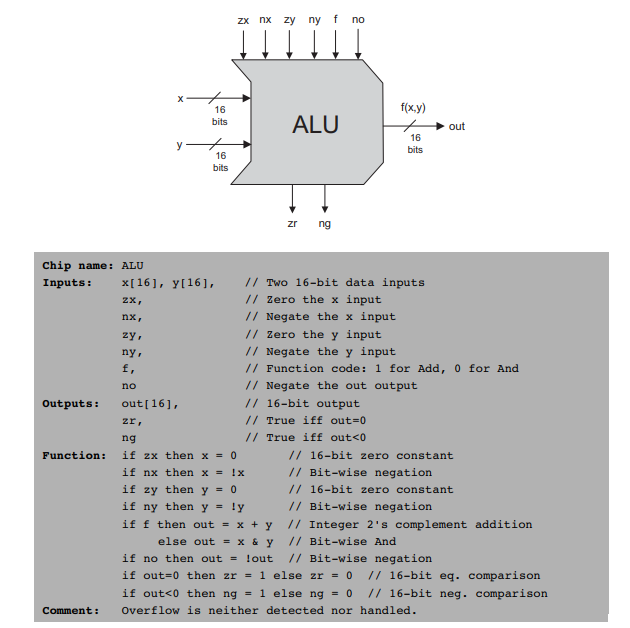 zx nx zy ny f no
x
16
bits
ALU
f(x,y)
16
bits
out
y
16
bits
zr ng
Chip name: ALU
Inputs: x[16], y[16], // Two 16-bit data inputs
zx, // Zero the x input
nx, // Negate the x input
zy, // Zero the y input
ny, // Negate the y input
f, // Function code: 1 for Add, 0 for And
no // Negate the out output
Outputs: out[16], // 16-bit output
zr, // True iff out=0
ng // True iff out<0
Function: if zx then x = 0 // 16-bit zero constant
if nx then x = !x // Bit-wise negation
if zy then y = 0 // 16-bit zero constant
if ny then y = !y // Bit-wise negation
if f then out = x + y // Integer 2's complement addition
else out = x & y // Bit-wise And
if no then out = !out // Bit-wise negation
if out=0 then zr = 1 else zr = 0 // 16-bit eq. comparison
if out<0 then ng = 1 else ng = 0 // 16-bit neg. comparison
Comment: Overflow is neither detected nor handled.